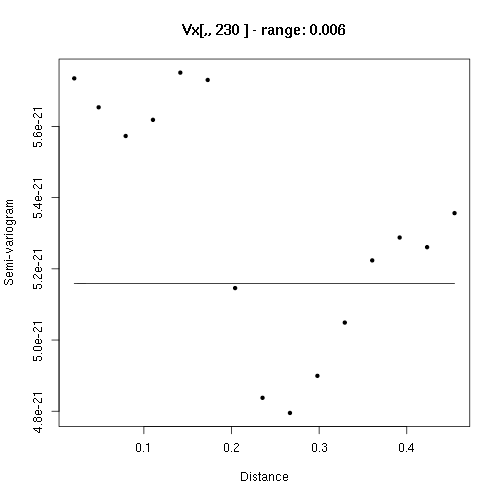 Vx[,, 230 ] - range: 0.006
Semi-variogram
5.6e-21
5.4e-21
5.2e-21
5.0e-21
4.8e-21
0.1 0.2 0.3 0.4
Distance